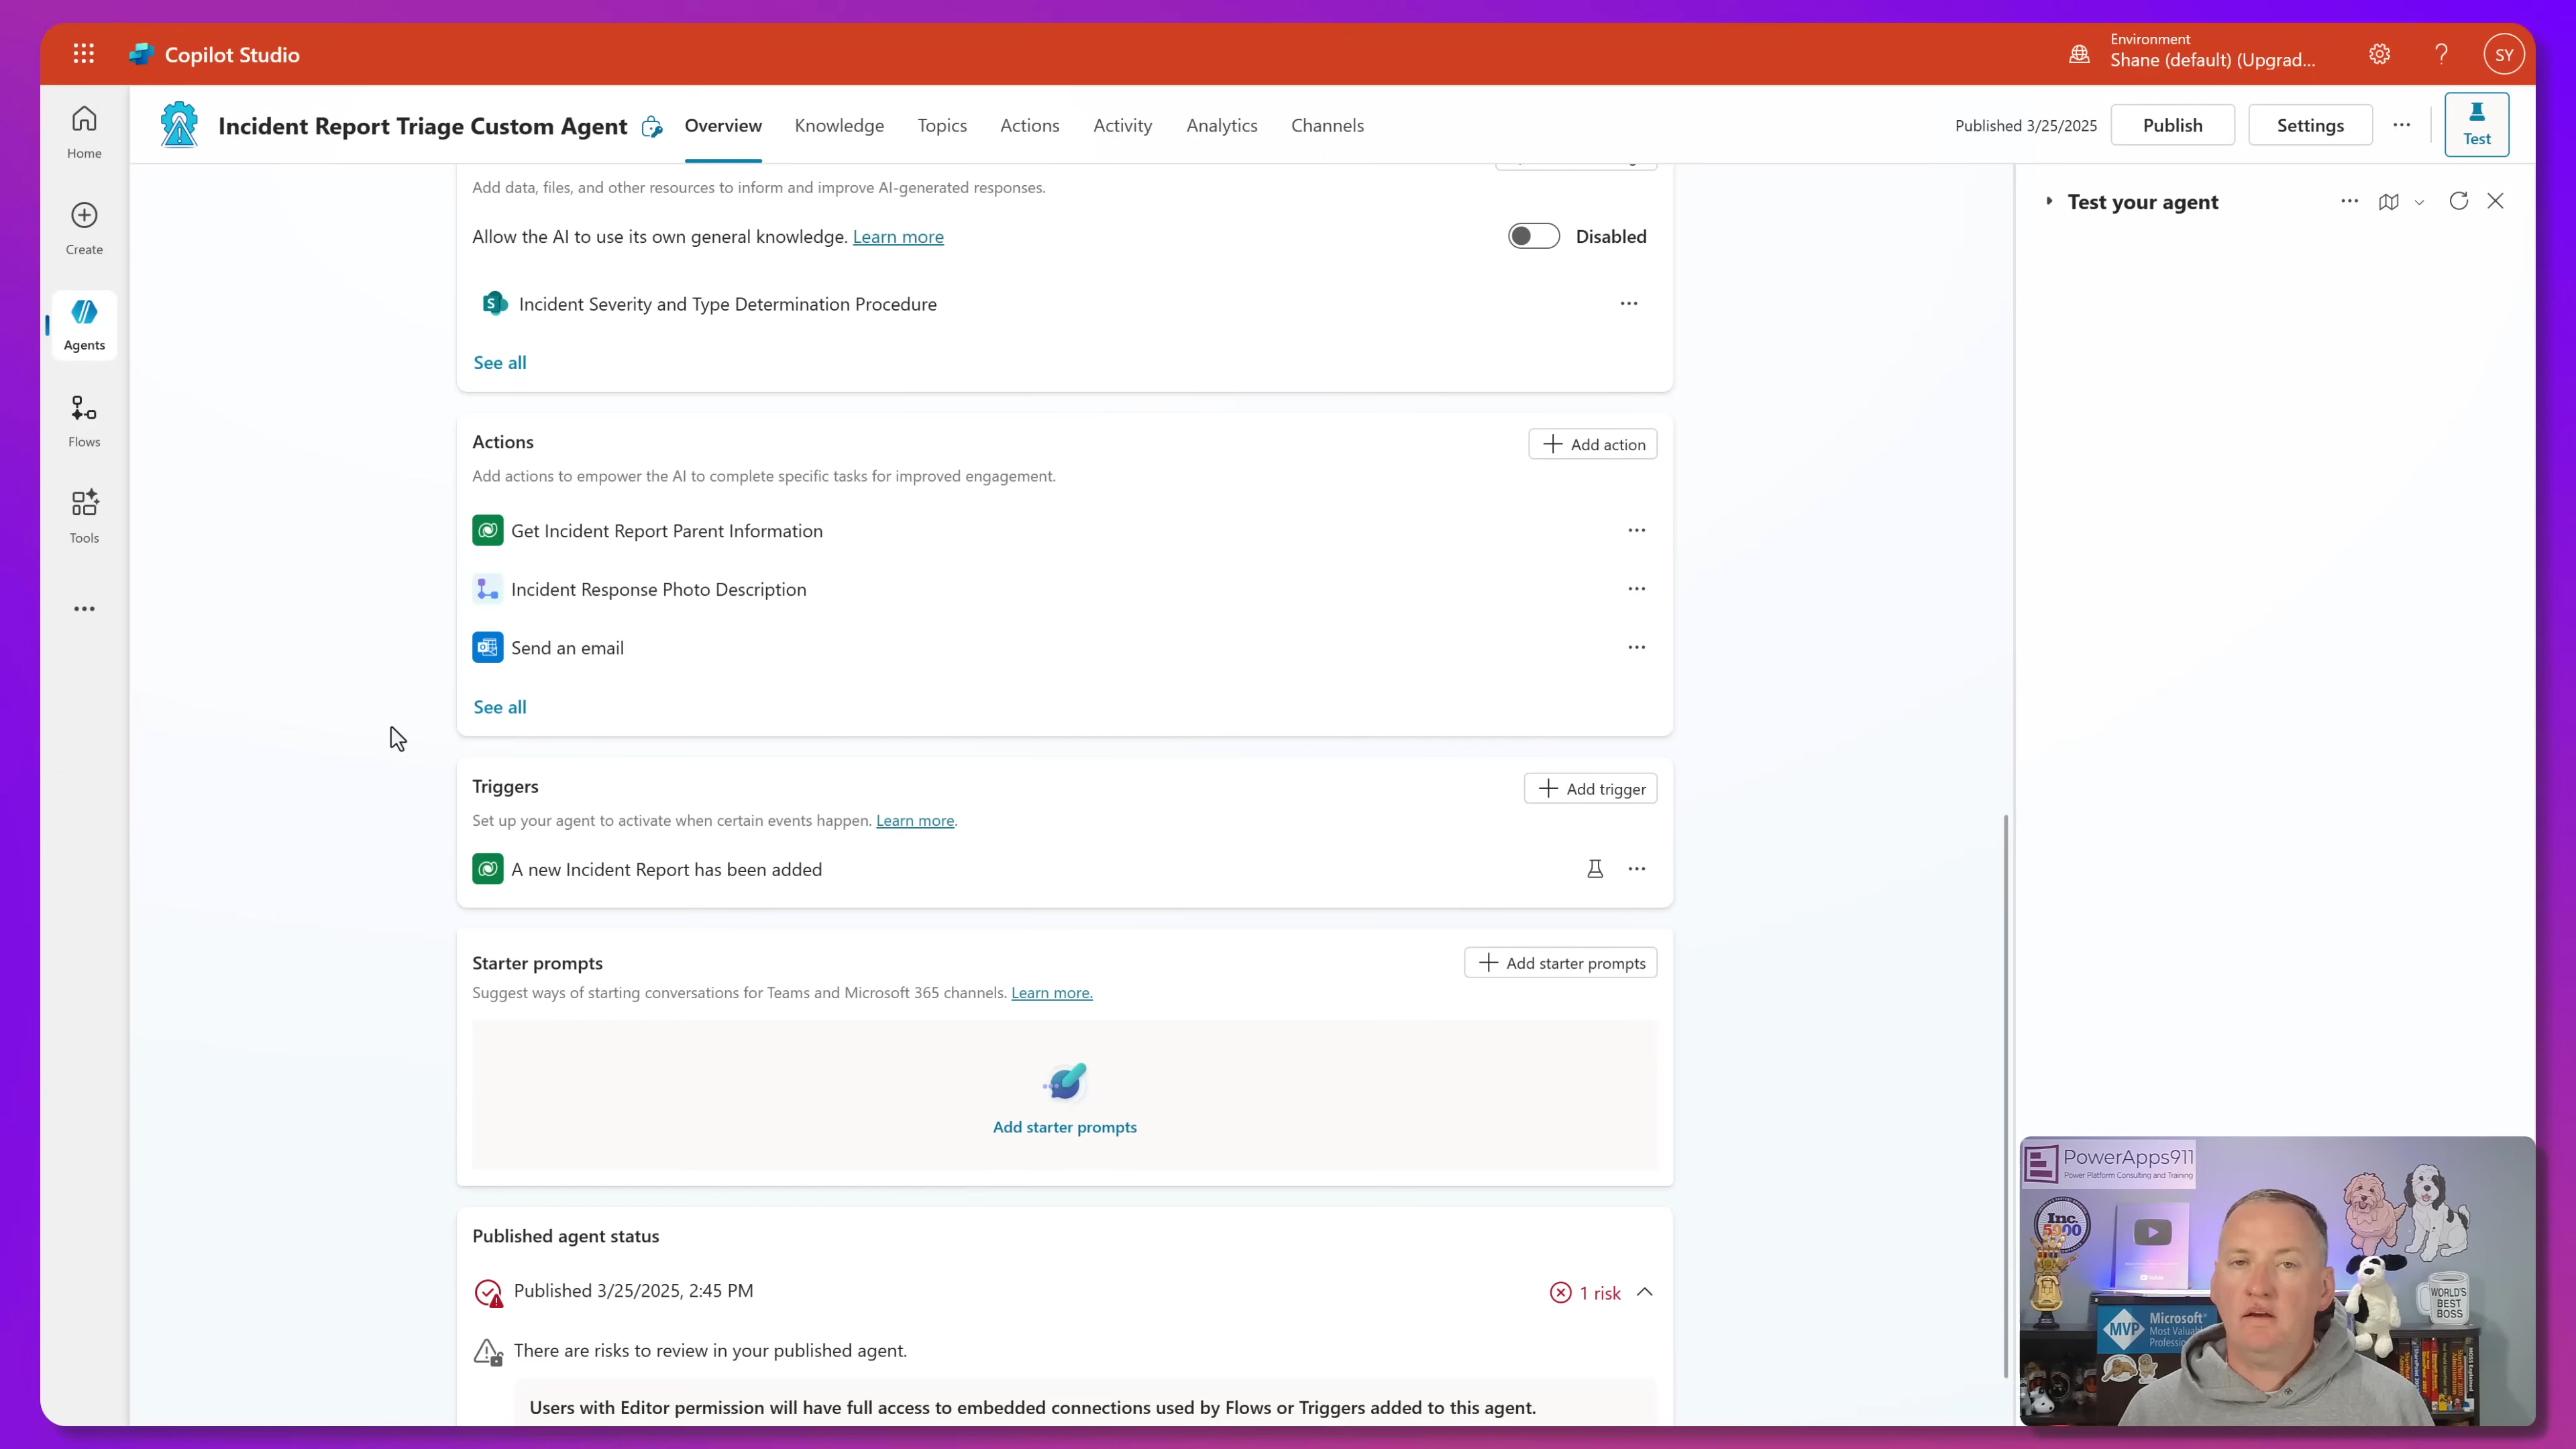 Copilot Studio
Environment
Shane (default) (Upgrad...
SY
Home
Create
Agents
Flows
Tools
Incident Report Triage Custom Agent
Overview
Knowledge
Topics
Actions
Activity
Analytics
Channels
Published 3/25/2025
Publish
Settings
Test
Add data, files, and other resources to inform and improve AI-generated responses.
Allow the AI to use its own general knowledge. Learn more
Disabled
Incident Severity and Type Determination Procedure
See all
Actions
Add action
Add actions to empower the AI to complete specific tasks for improved engagement.
Get Incident Report Parent Information
Incident Response Photo Description
Send an email
See all
Triggers
Add trigger
Set up your agent to activate when certain events happen. Learn more.
A new Incident Report has been added
Starter prompts
Add starter prompts
Suggest ways of starting conversations for Teams and Microsoft 365 channels. Learn more.
Add starter prompts
Published agent status
Published 3/25/2025, 2:45 PM
1 risk
There are risks to review in your published agent.
Users with Editor permission will have full access to embedded connections used by Flows or Triggers added to this agent.
Test your agent
PowerApps911
Power Platform Consulting and Training
Inc.
5000
MVP
Microsoft
Most Valuable
Professional
WORLD'S
BEST
BOSS